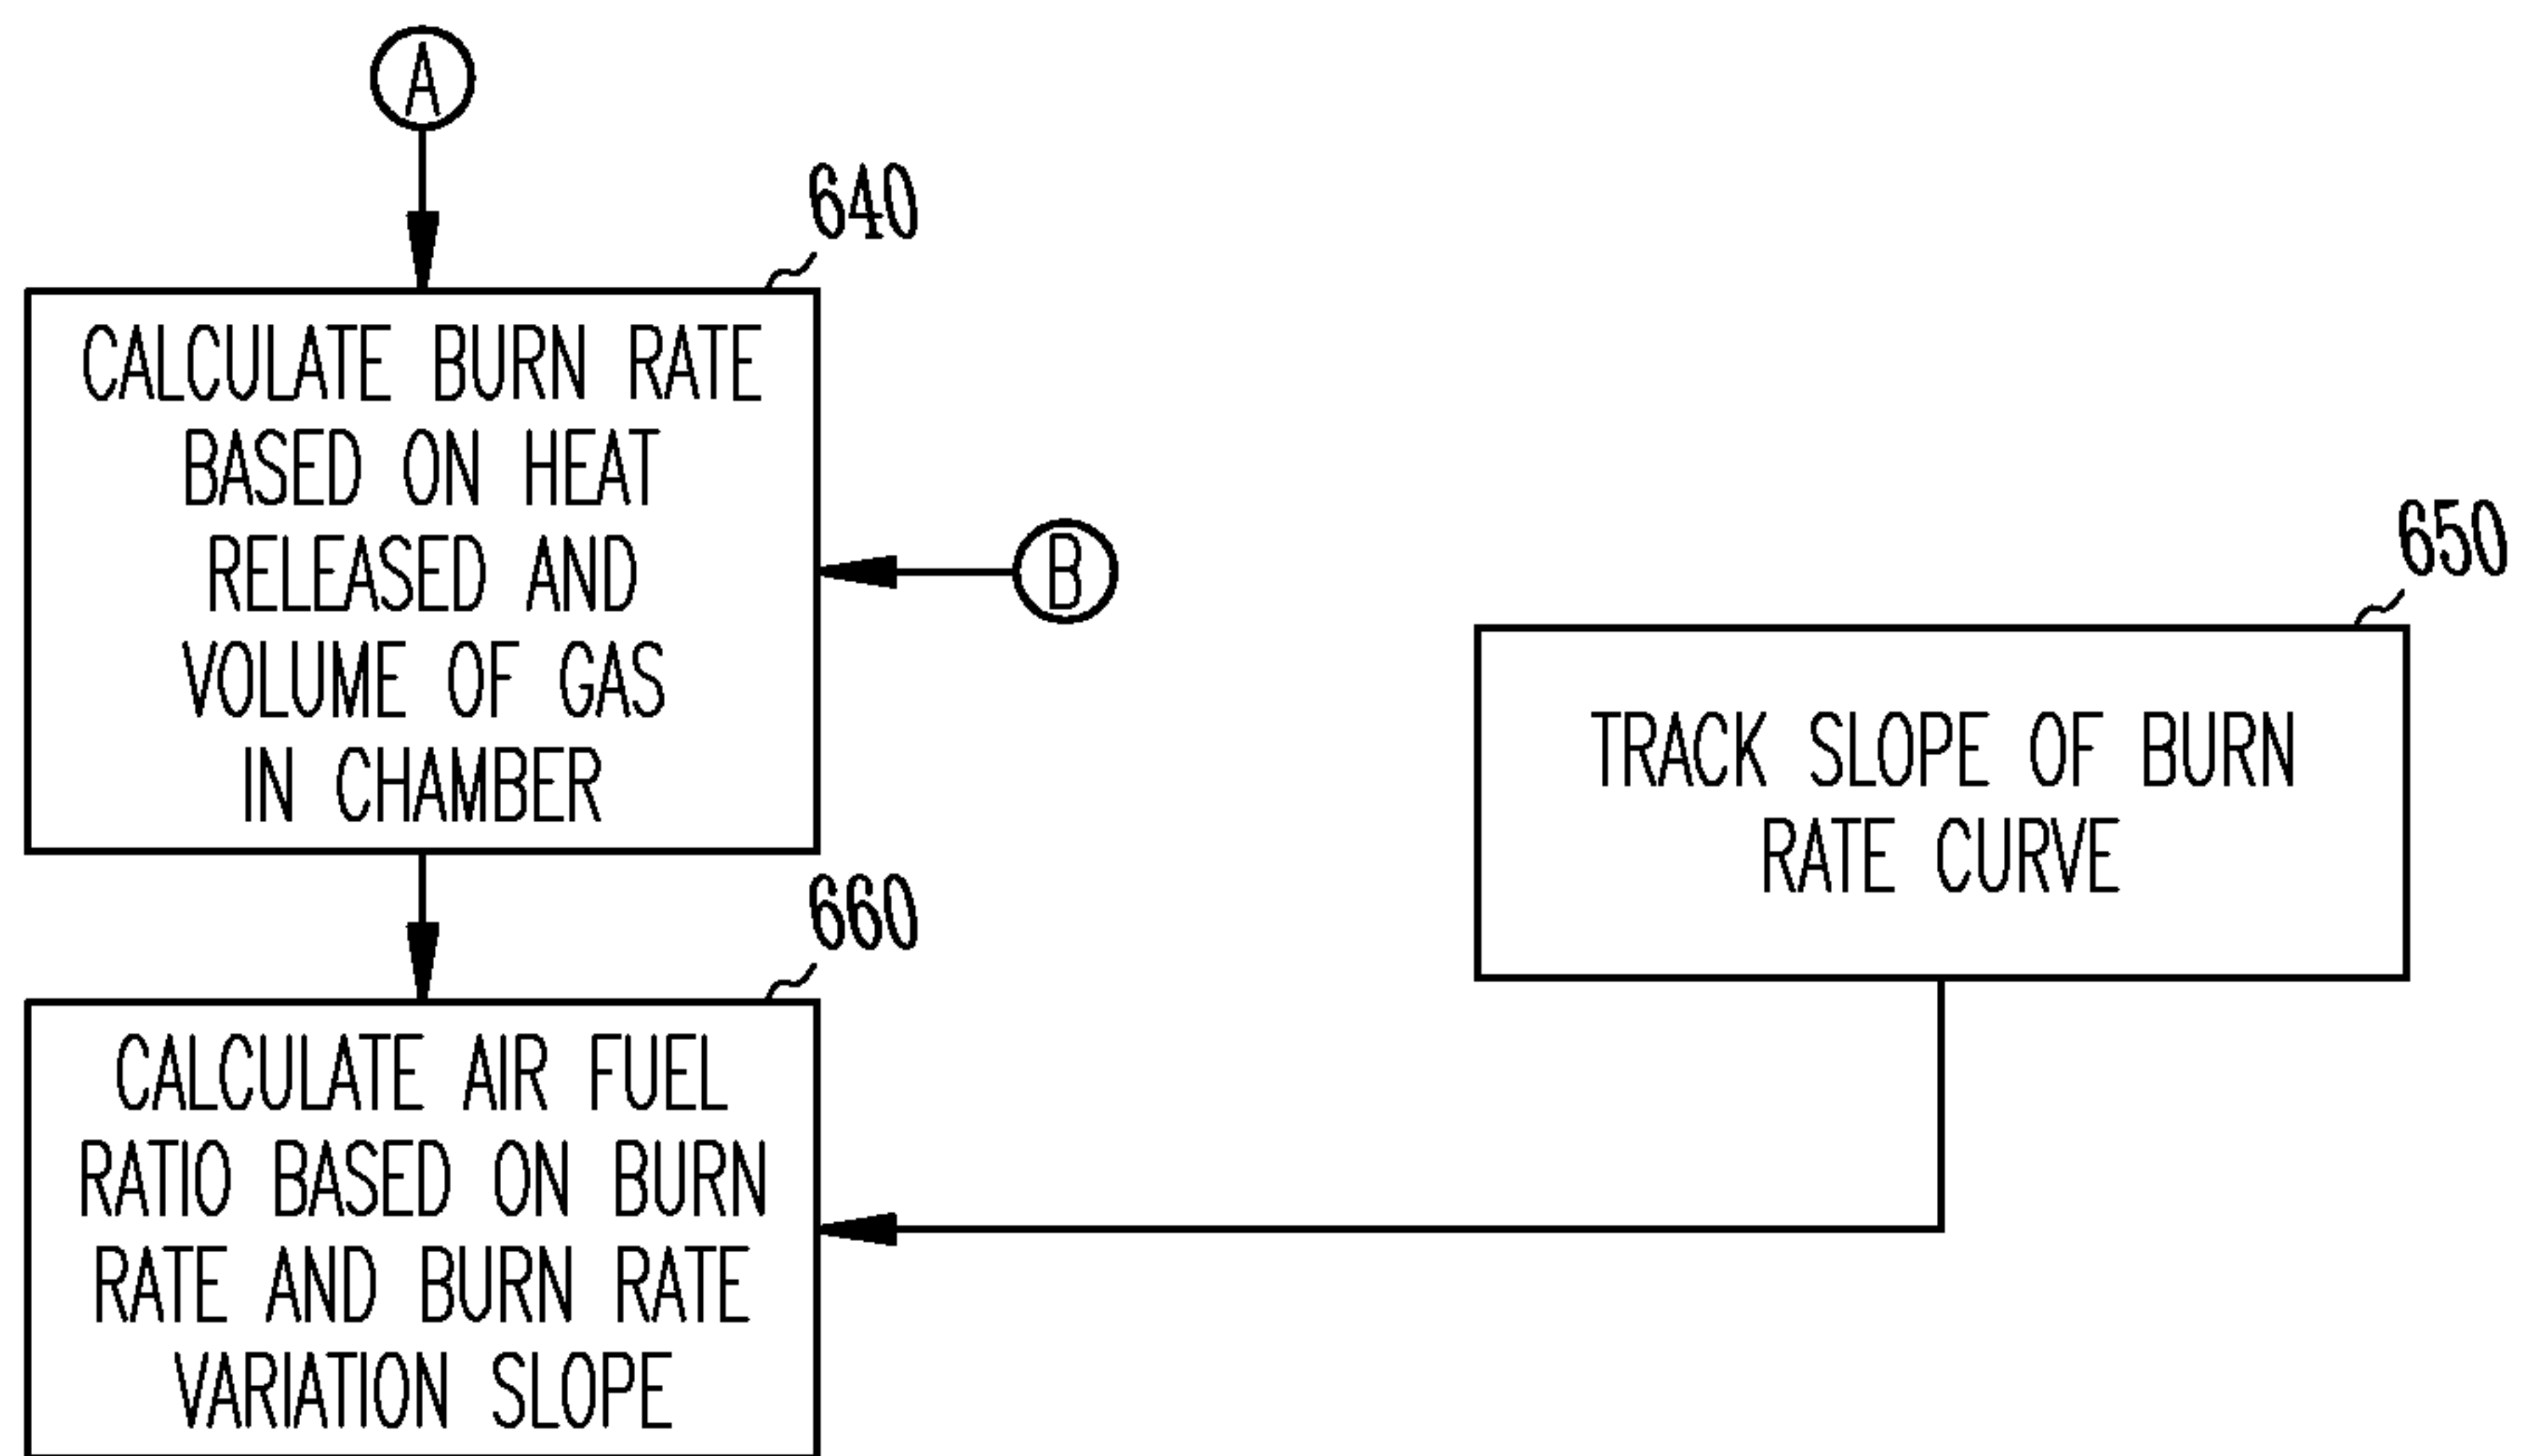 A
640
CALCULATE BURN RATE
BASED ON HEAT
RELEASED AND
VOLUME OF GAS
IN CHAMBER
B
650
TRACK SLOPE OF BURN
RATE CURVE
660
CALCULATE AIR FUEL
RATIO BASED ON BURN
RATE AND BURN RATE
VARIATION SLOPE